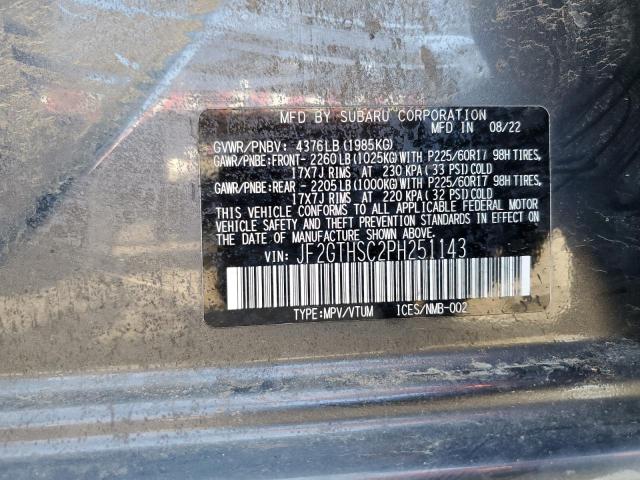 MFD BY SUBARU CORPORATION
MFD IN 08/22
GVWR/PNBV: 4376LB(1985KG)
GAWR/PNBE:FRONT- 2260LB(1025KG)WITH P225/60R17 98H TIRES,
17X7J RIMS AT 230 KPA ( 33 PSI) COLD
GAWR/PNBE:REAR - 2205LB(1000KG)WITH P225/60R17 98H TIRES,
17X7J RIMS AT 220 KPA ( 32 PSI) COLD
THIS VEHICLE CONFORMS TO ALL APPLICABLE FEDERAL MOTOR
VEHICLE SAFETY AND THEFT PREVENTION STANDARDS IN EFFECT ON
THE DATE OF MANUFACTURE SHOWN ABOVE.
VIN: JF2GTHSC2PH251143
TYPE:MPV/VTUM ICES/NMB-002